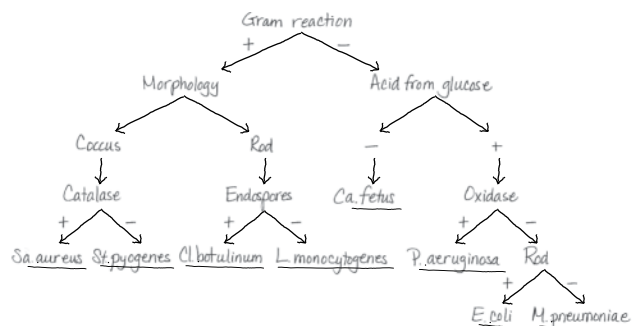 Gram reaction
+ −
Morphology Acid from glucose
Coccus Rod − +
Catalase Endospores Ca. fetus Oxidase
+ − + − + −
Sa. aureus St. pyogenes Cl. botulinum L. monocytogenes P. aeruginosa Rod
+ −
E. coli M. pneumoniae